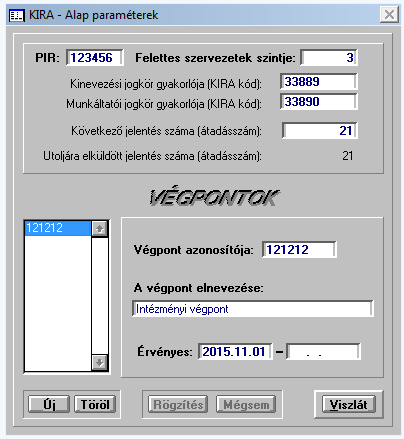 KIRA - Alap paraméterek
PIR: 123456 Felettes szervezetek szintje: 3
Kinevezési jogkör gyakorlója (KIRA kód): 33889
Munkáltatói jogkör gyakorlója (KIRA kód): 33890
Következő jelentés száma (átadásszám): 21
Utoljára elküldött jelentés száma (átadásszám): 21
VÉGPONTOK
121212
Végpont azonosítója: 121212
A végpont elnevezése:
Intézményi végpont
Érvényes: 2015.11.01 – . .
Új Töröl Rögzítés Mégsem Viszlát